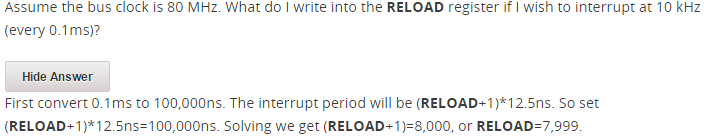 Assume the bus clock is 80 MHz. What do I write into the RELOAD register if I wish to interrupt at 10 kHz
(every 0.1ms)?
Hide Answer
First convert 0.1ms to 100,000ns. The interrupt period will be (RELOAD+1)*12.5ns. So set
(RELOAD+1)*12.5ns=100,000ns. Solving we get (RELOAD+1)=8,000, or RELOAD=7,999.